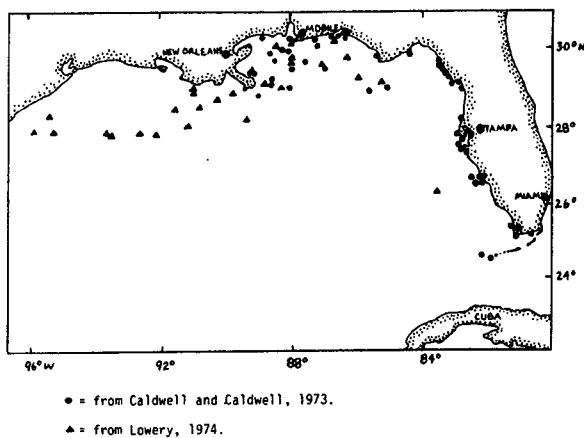 MOBILE
30°N
NEW ORLEANS
28°
TAMPA
MIAMI
26°
24°
CUBA
96°W
92°
88°
84°
● = from Caldwell and Caldwell, 1973.
▲ = from Lowery, 1974.